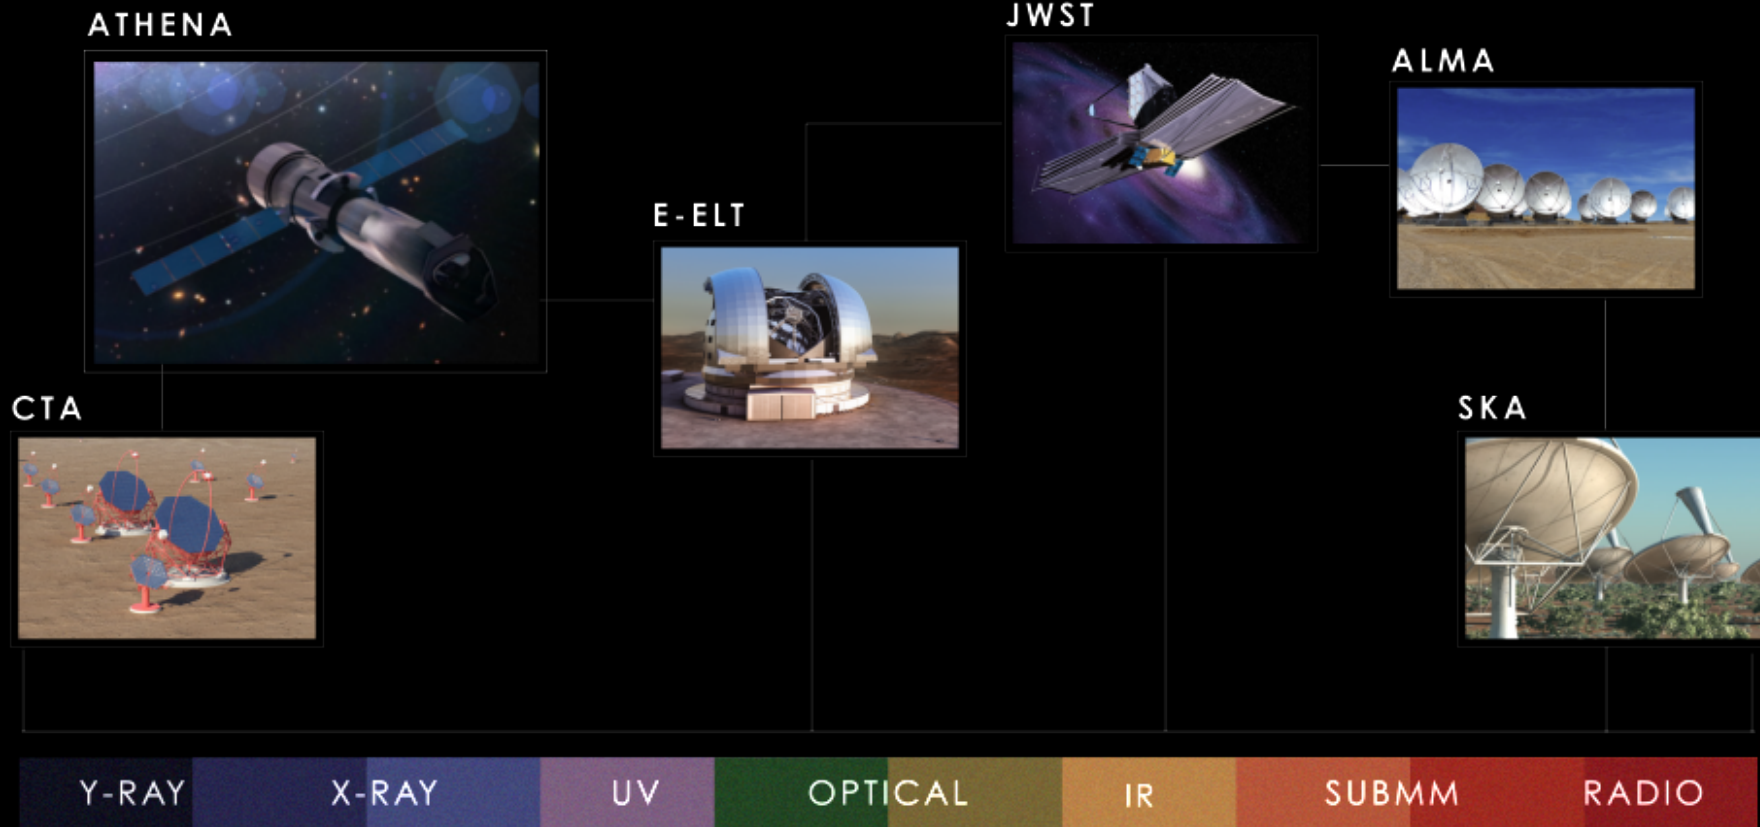 JWST
ATHENA
ALMA
E-ELT
CTA
SKA
Y-RAY X-RAY UV OPTICAL IR SUBMM RADIO